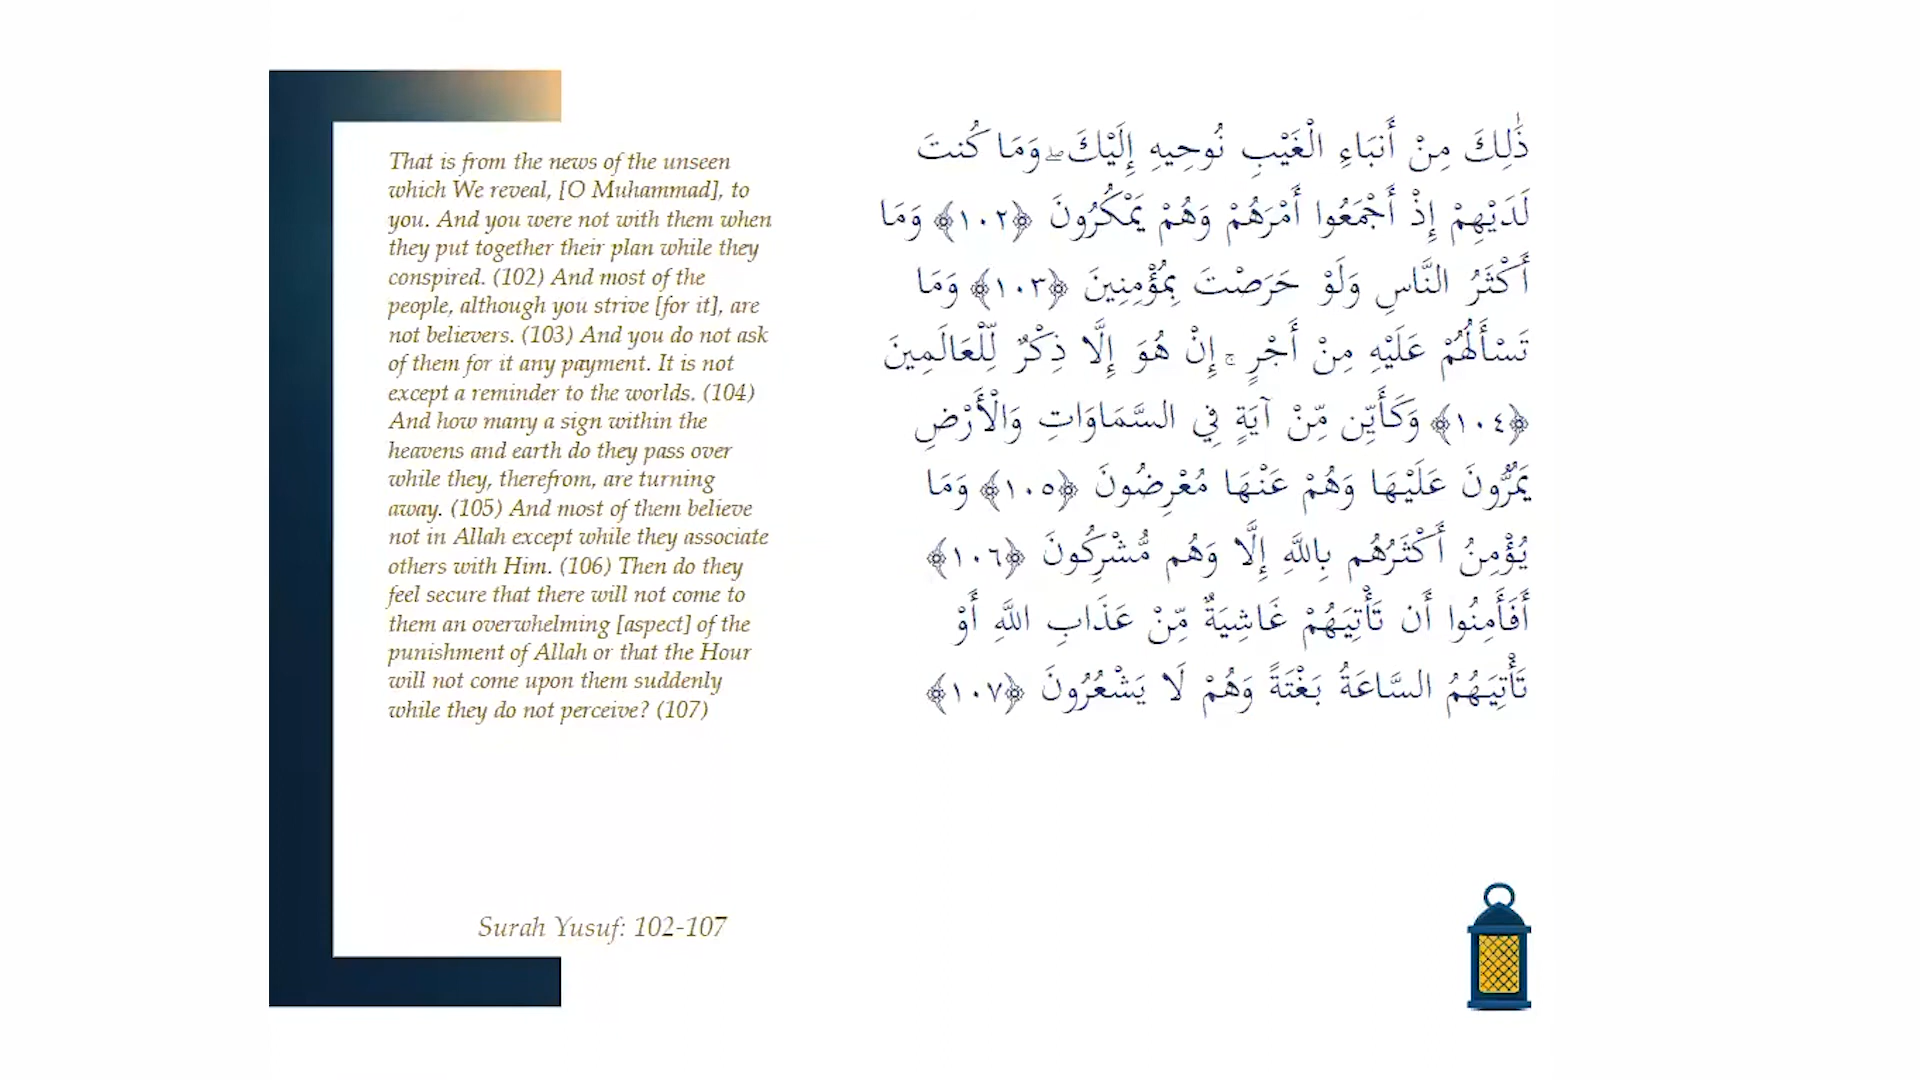 That is from the news of the unseen
which We reveal, [O Muhammad], to
you. And you were not with them when
they put together their plan while they
conspired. (102) And most of the
people, although you strive [for it], are
not believers. (103) And you do not ask
of them for it any payment. It is not
except a reminder to the worlds. (104)
And how many a sign within the
heavens and earth do they pass over
while they, therefrom, are turning
away. (105) And most of them believe
not in Allah except while they associate
others with Him. (106) Then do they
feel secure that there will not come to
them an overwhelming [aspect] of the
punishment of Allah or that the Hour
will not come upon them suddenly
while they do not perceive? (107)
Surah Yusuf: 102-107
ذَٰلِكَ مِنْ أَنبَاءِ الْغَيْبِ نُوحِيهِ إِلَيْكَ ۖ وَمَا كُنتَ
لَدَيْهِمْ إِذْ أَجْمَعُوا أَمْرَهُمْ وَهُمْ يَمْكُرُونَ ﴿١٠٢﴾ وَمَا
أَكْثَرُ النَّاسِ وَلَوْ حَرَصْتَ بِمُؤْمِنِينَ ﴿١٠٣﴾ وَمَا
تَسْأَلُهُمْ عَلَيْهِ مِنْ أَجْرٍ ۚ إِنْ هُوَ إِلَّا ذِكْرٌ لِّلْعَالَمِينَ
﴿١٠٤﴾ وَكَأَيِّن مِّنْ آيَةٍ فِي السَّمَاوَاتِ وَالْأَرْضِ
يَمُرُّونَ عَلَيْهَا وَهُمْ عَنْهَا مُعْرِضُونَ ﴿١٠٥﴾ وَمَا
يُؤْمِنُ أَكْثَرُهُم بِاللَّهِ إِلَّا وَهُم مُّشْرِكُونَ ﴿١٠٦﴾
أَفَأَمِنُوا أَن تَأْتِيَهُمْ غَاشِيَةٌ مِّنْ عَذَابِ اللَّهِ أَوْ
تَأْتِيَهُمُ السَّاعَةُ بَغْتَةً وَهُمْ لَا يَشْعُرُونَ ﴿١٠٧﴾